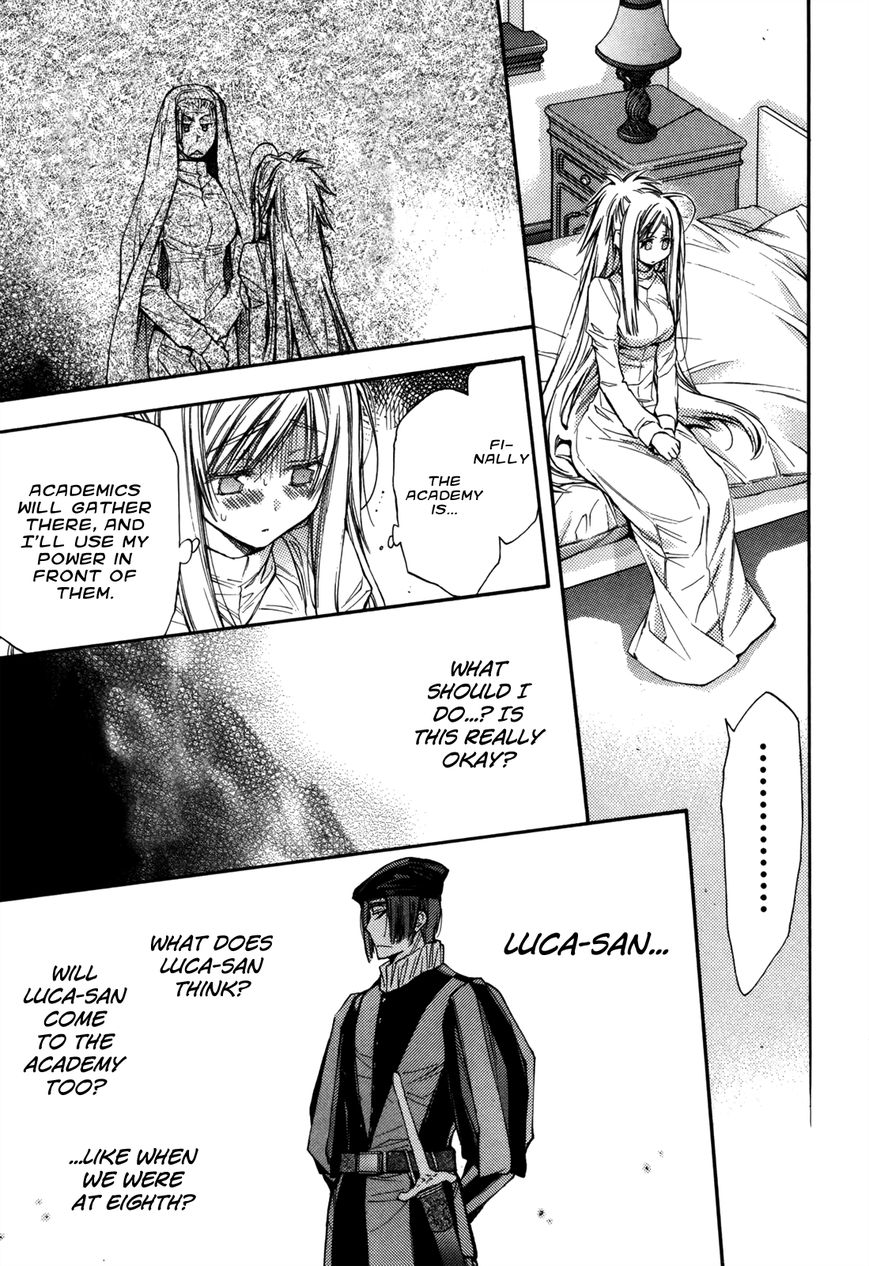 FI-
NALLY
THE
ACADEMY
IS...
ACADEMICS
WILL GATHER
THERE, AND
I'LL USE MY
POWER IN
FRONT OF
THEM.
WHAT
SHOULD I
DO...? IS
THIS REALLY
OKAY?
............
LUCA-SAN...
WHAT DOES
LUCA-SAN
THINK?
WILL
LUCA-SAN
COME
TO THE
ACADEMY
TOO?
...LIKE WHEN
WE WERE
AT EIGHTH?